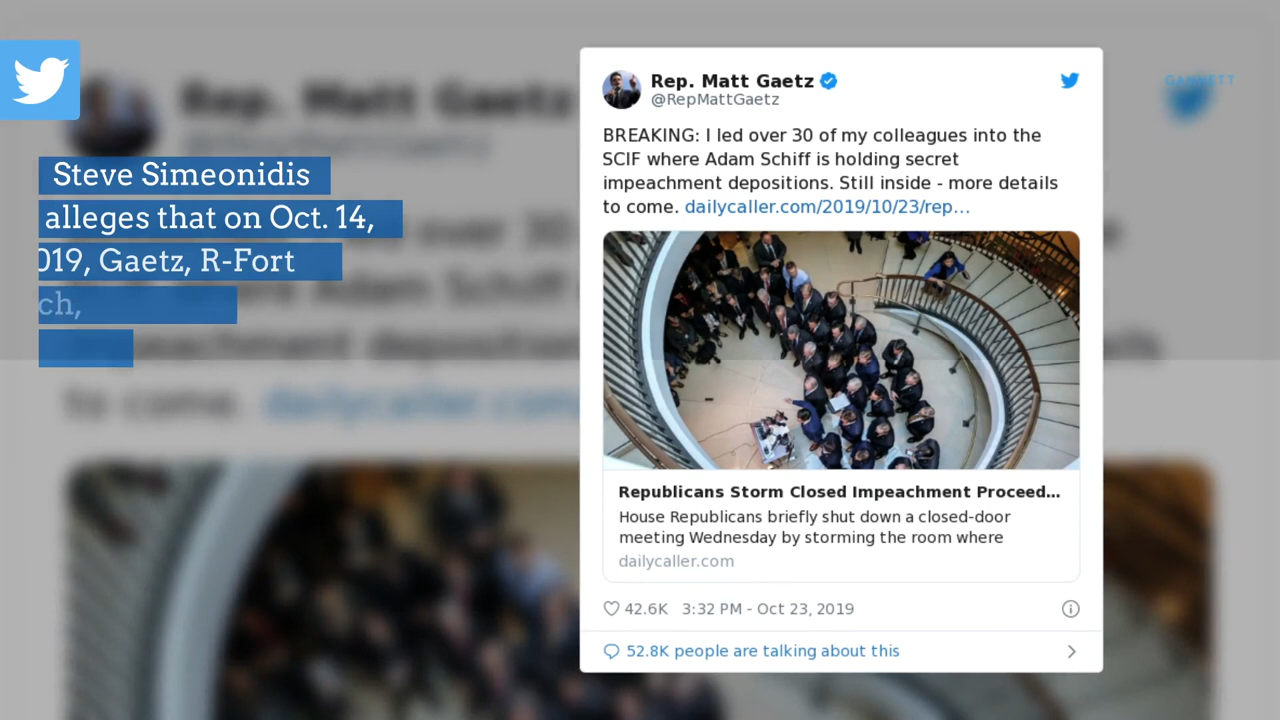 Steve Simeonidis
alleges that on Oct. 14,
019, Gaetz, R-Fort
ch,
Rep. Matt Gaetz
@RepMattGaetz
BREAKING: I led over 30 of my colleagues into the
SCIF where Adam Schiff is holding secret
impeachment depositions. Still inside - more details
to come. dailycaller.com/2019/10/23/rep…
Republicans Storm Closed Impeachment Proceed...
House Republicans briefly shut down a closed-door
meeting Wednesday by storming the room where
dailycaller.com
42.6K 3:32 PM - Oct 23, 2019
52.8K people are talking about this
GANNETT